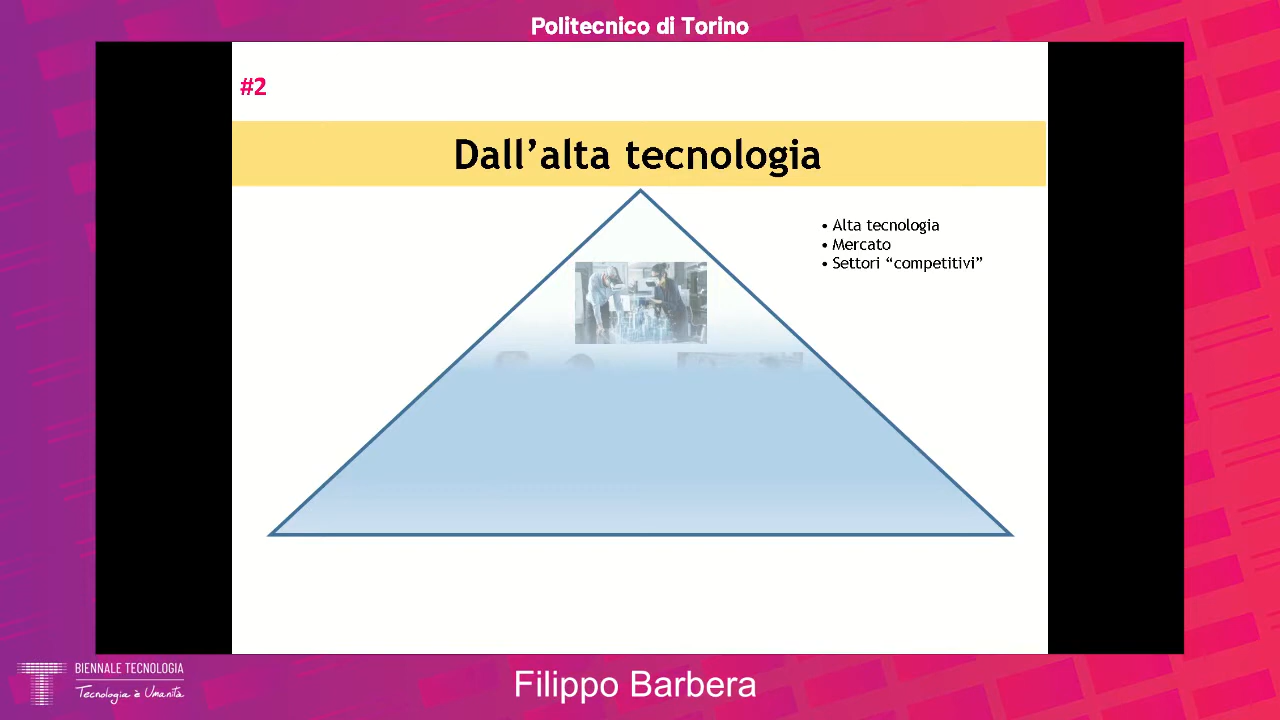 Politecnico di Torino
#2
Dall’alta tecnologia
• Alta tecnologia
• Mercato
• Settori “competitivi”
BIENNALE TECNOLOGIA
Tecnologia è Umanità
Filippo Barbera